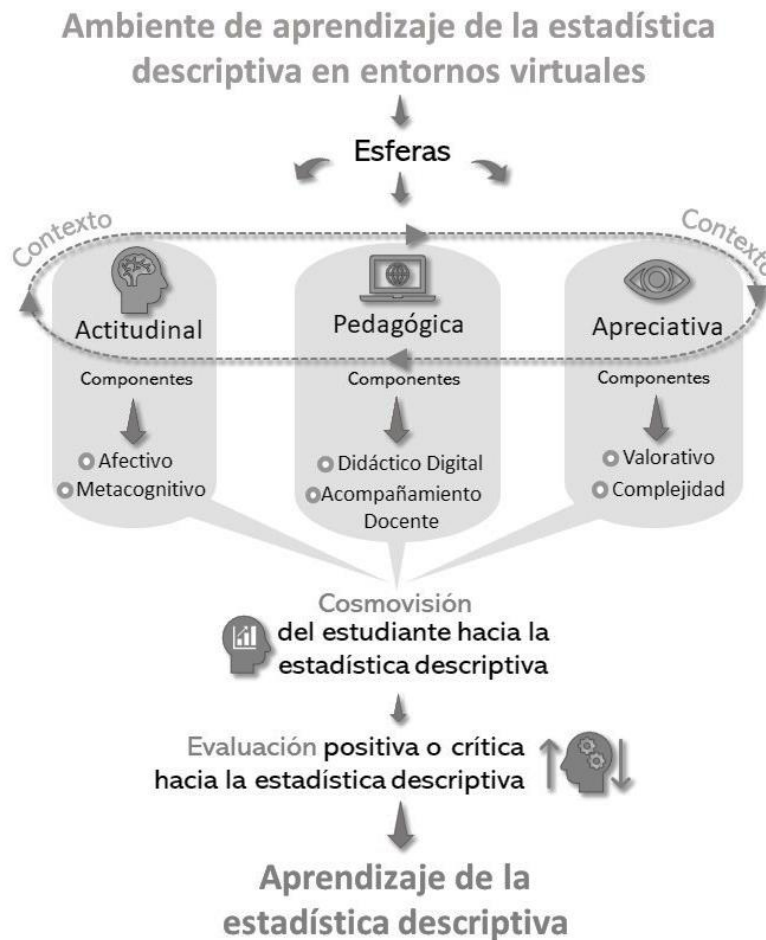 Ambiente de aprendizaje de la estadística
descriptiva en entornos virtuales
Esferas
Contexto
Contexto
Actitudinal
Pedagógica
Apreciativa
Componentes
Componentes
Componentes
Afectivo
Metacognitivo
Didáctico Digital
Acompañamiento
Docente
Valorativo
Complejidad
Cosmovisión
del estudiante hacia la
estadística descriptiva
Evaluación positiva o crítica
hacia la estadística descriptiva
Aprendizaje de la
estadística descriptiva